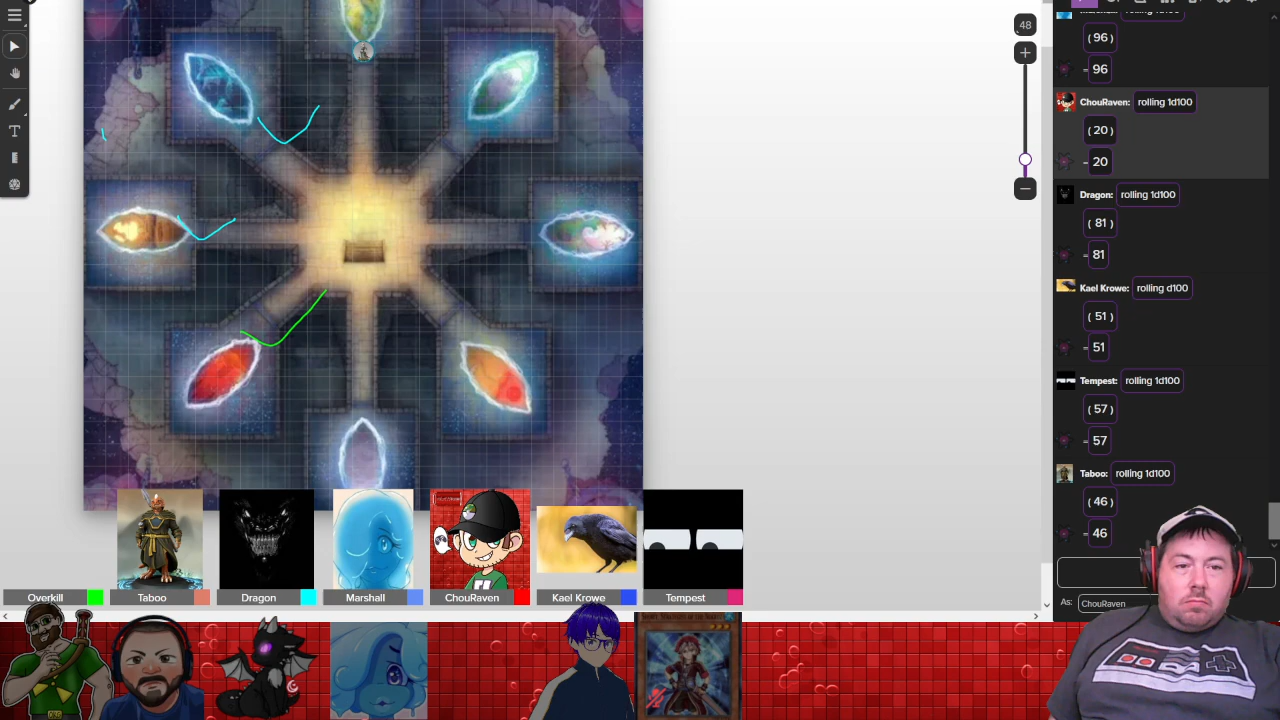 48
(96)
= 96
ChouRaven: rolling 1d100
(20)
= 20
Dragon: rolling 1d100
(81)
= 81
Kael Krowe: rolling d100
(51)
= 51
Tempest: rolling 1d100
(57)
= 57
Taboo: rolling 1d100
(46)
= 46
As: ChouRaven
Overkill Taboo Dragon Marshall ChouRaven Kael Krowe Tempest